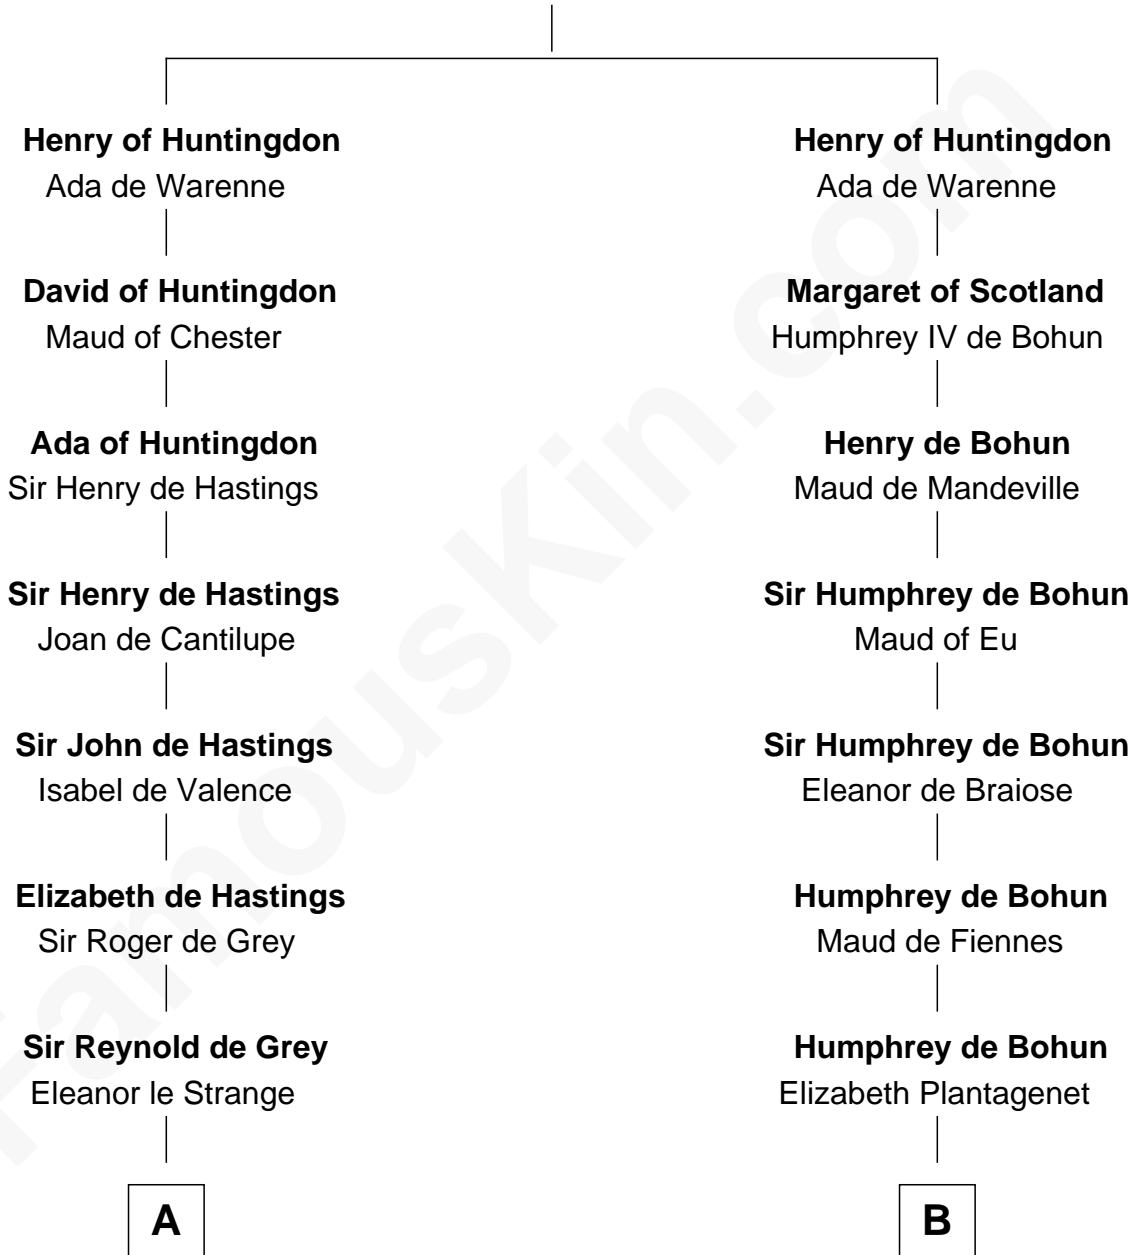 Henry of Huntingdon
Ada de Warenne
David of Huntingdon
Maud of Chester
Ada of Huntingdon
Sir Henry de Hastings
Sir Henry de Hastings
Joan de Cantilupe
Sir John de Hastings
Isabel de Valence
Elizabeth de Hastings
Sir Roger de Grey
Sir Reynold de Grey
Eleanor le Strange
A
Henry of Huntingdon
Ada de Warenne
Margaret of Scotland
Humphrey IV de Bohun
Henry de Bohun
Maud de Mandeville
Sir Humphrey de Bohun
Maud of Eu
Sir Humphrey de Bohun
Eleanor de Braiose
Humphrey de Bohun
Maud de Fiennes
Humphrey de Bohun
Elizabeth Plantagenet
B
FamousKin.com